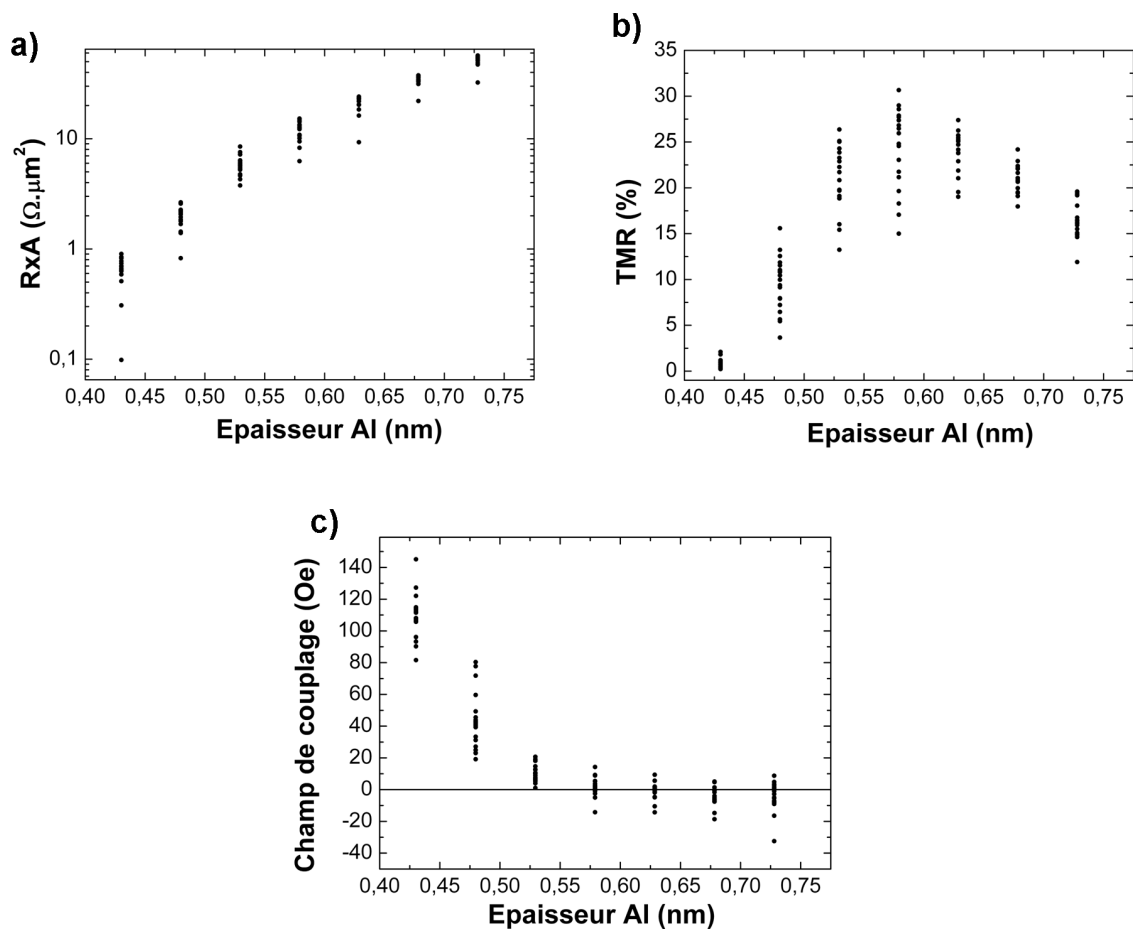 a)
RxA (Ω.μm²)
10
1
0,1
0,40 0,45 0,50 0,55 0,60 0,65 0,70 0,75
Epaisseur Al (nm)
b)
TMR (%)
35
30
25
20
15
10
5
0
0,40 0,45 0,50 0,55 0,60 0,65 0,70 0,75
Epaisseur Al (nm)
c)
Champ de couplage (Oe)
140
120
100
80
60
40
20
0
-20
-40
0,40 0,45 0,50 0,55 0,60 0,65 0,70 0,75
Epaisseur Al (nm)